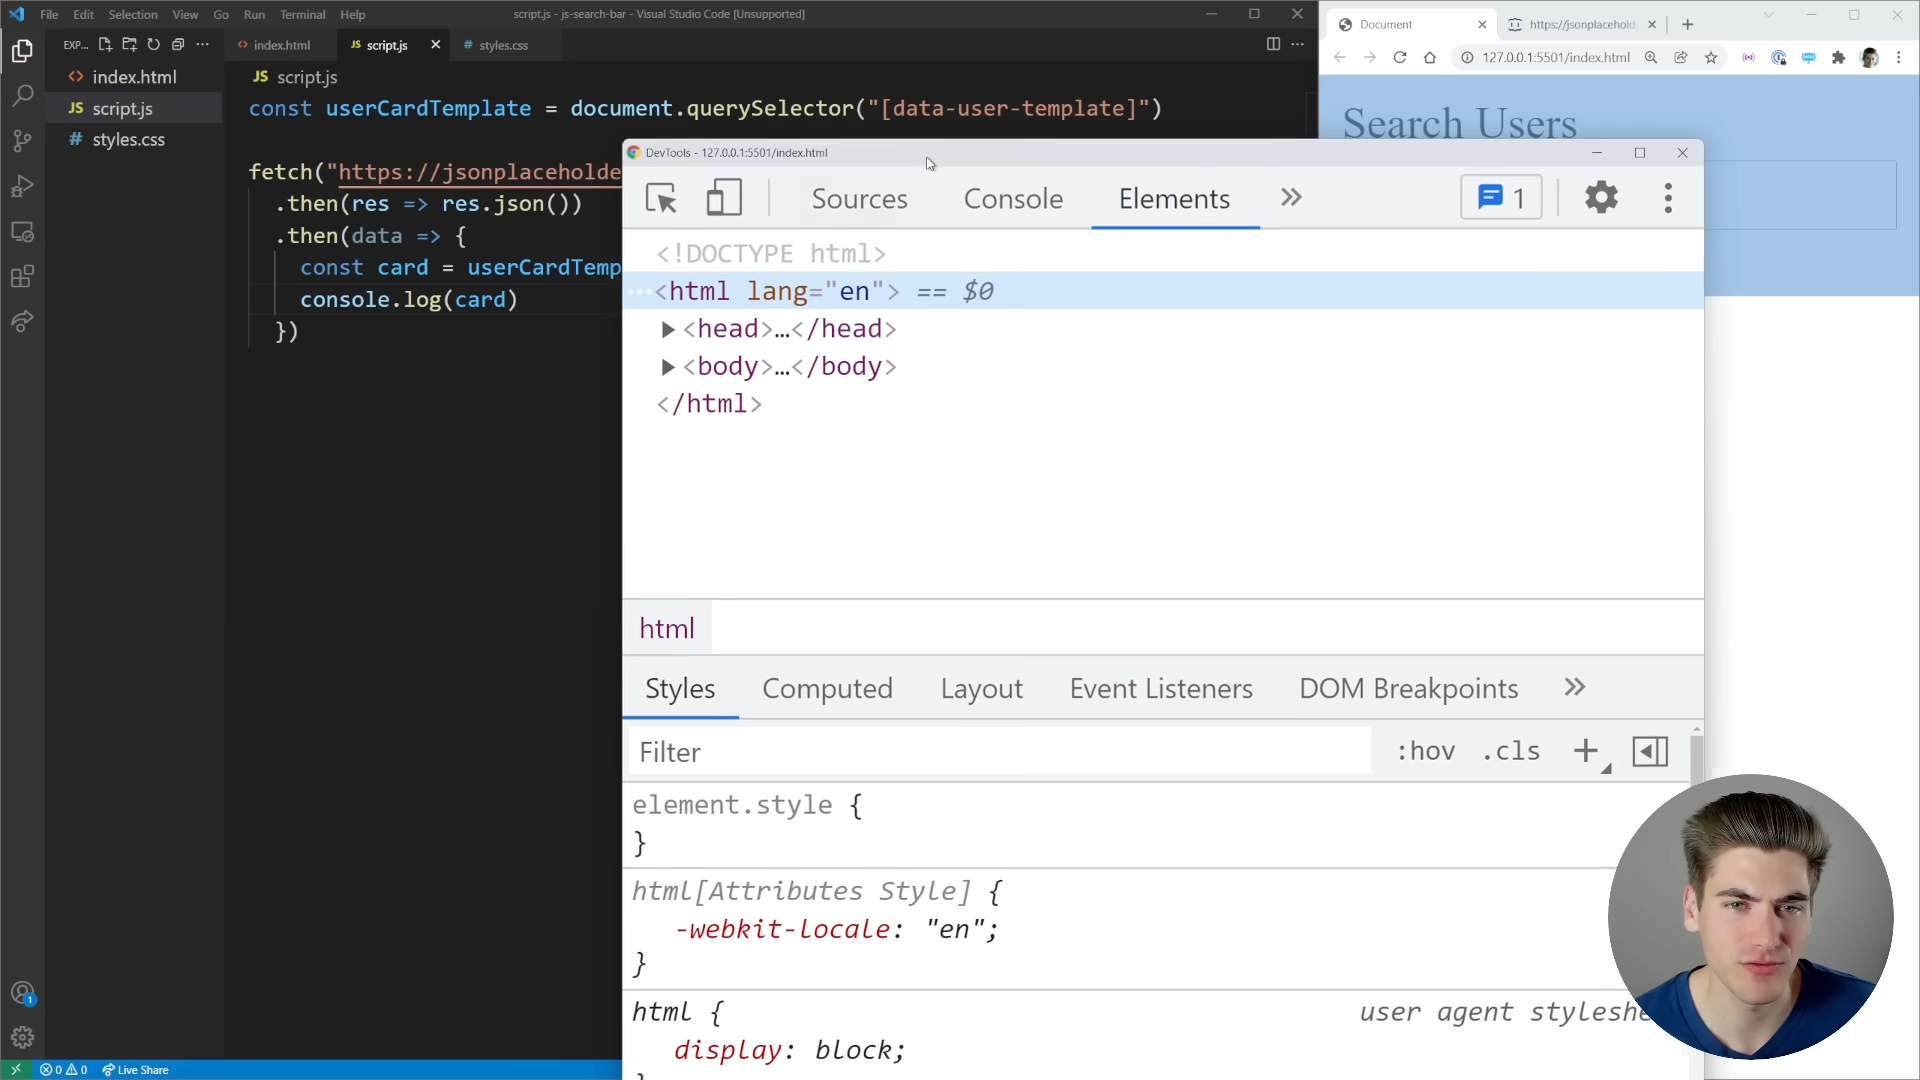 File Edit Selection View Go Run Terminal Help
script.js - js-search-bar - Visual Studio Code [Unsupported]
EXP...
index.html
script.js
styles.css
JS index.html
JS script.js
# styles.css
JS script.js
const userCardTemplate = document.querySelector("[data-user-template]")
fetch("https://jsonplaceholde
.then(res => res.json())
.then(data => {
const card = userCardTemp
console.log(card)
})
0 0 Live Share
1
Document
https://jsonplacehold
127.0.0.1:5501/index.html
Search Users
DevTools - 127.0.0.1:5501/index.html
Sources Console Elements 1
<!DOCTYPE html>
<html lang="en"> == $0
<head>…</head>
<body>…</body>
</html>
html
Styles Computed Layout Event Listeners DOM Breakpoints
Filter :hov .cls
element.style {
}
html[Attributes Style] {
-webkit-locale: "en";
}
html { user agent styleshe
display: block;